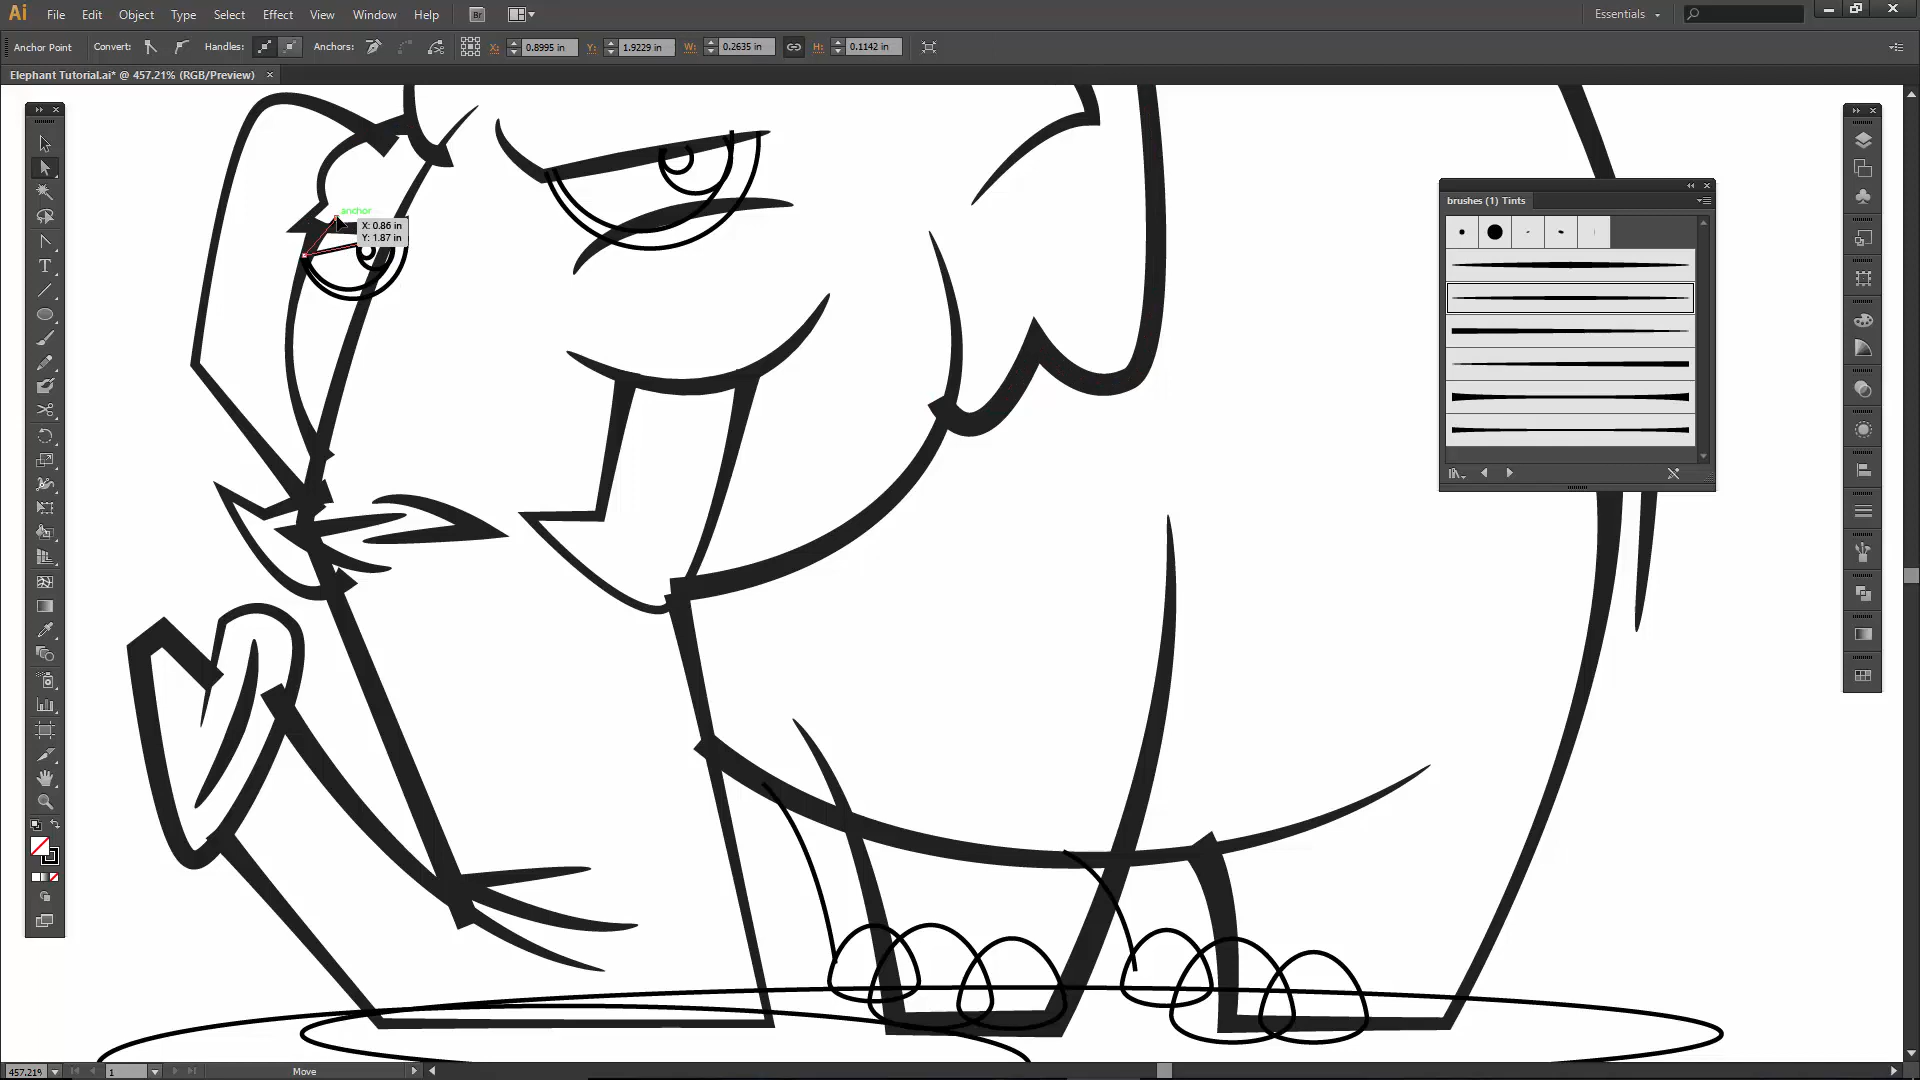 Ai File Edit Object Type Select Effect View Window Help Br Essentials
Anchor Point Convert: Handles: Anchors: X: 0.8995 in Y: 1.9229 in W: 0.2635 in H: 0.1142 in
Elephant Tutorial.ai* @ 457.21% (RGB/Preview)
brushes (1) Tints
anchor
X: 0.86 in
Y: 1.87 in
T
457.21% 1 Move